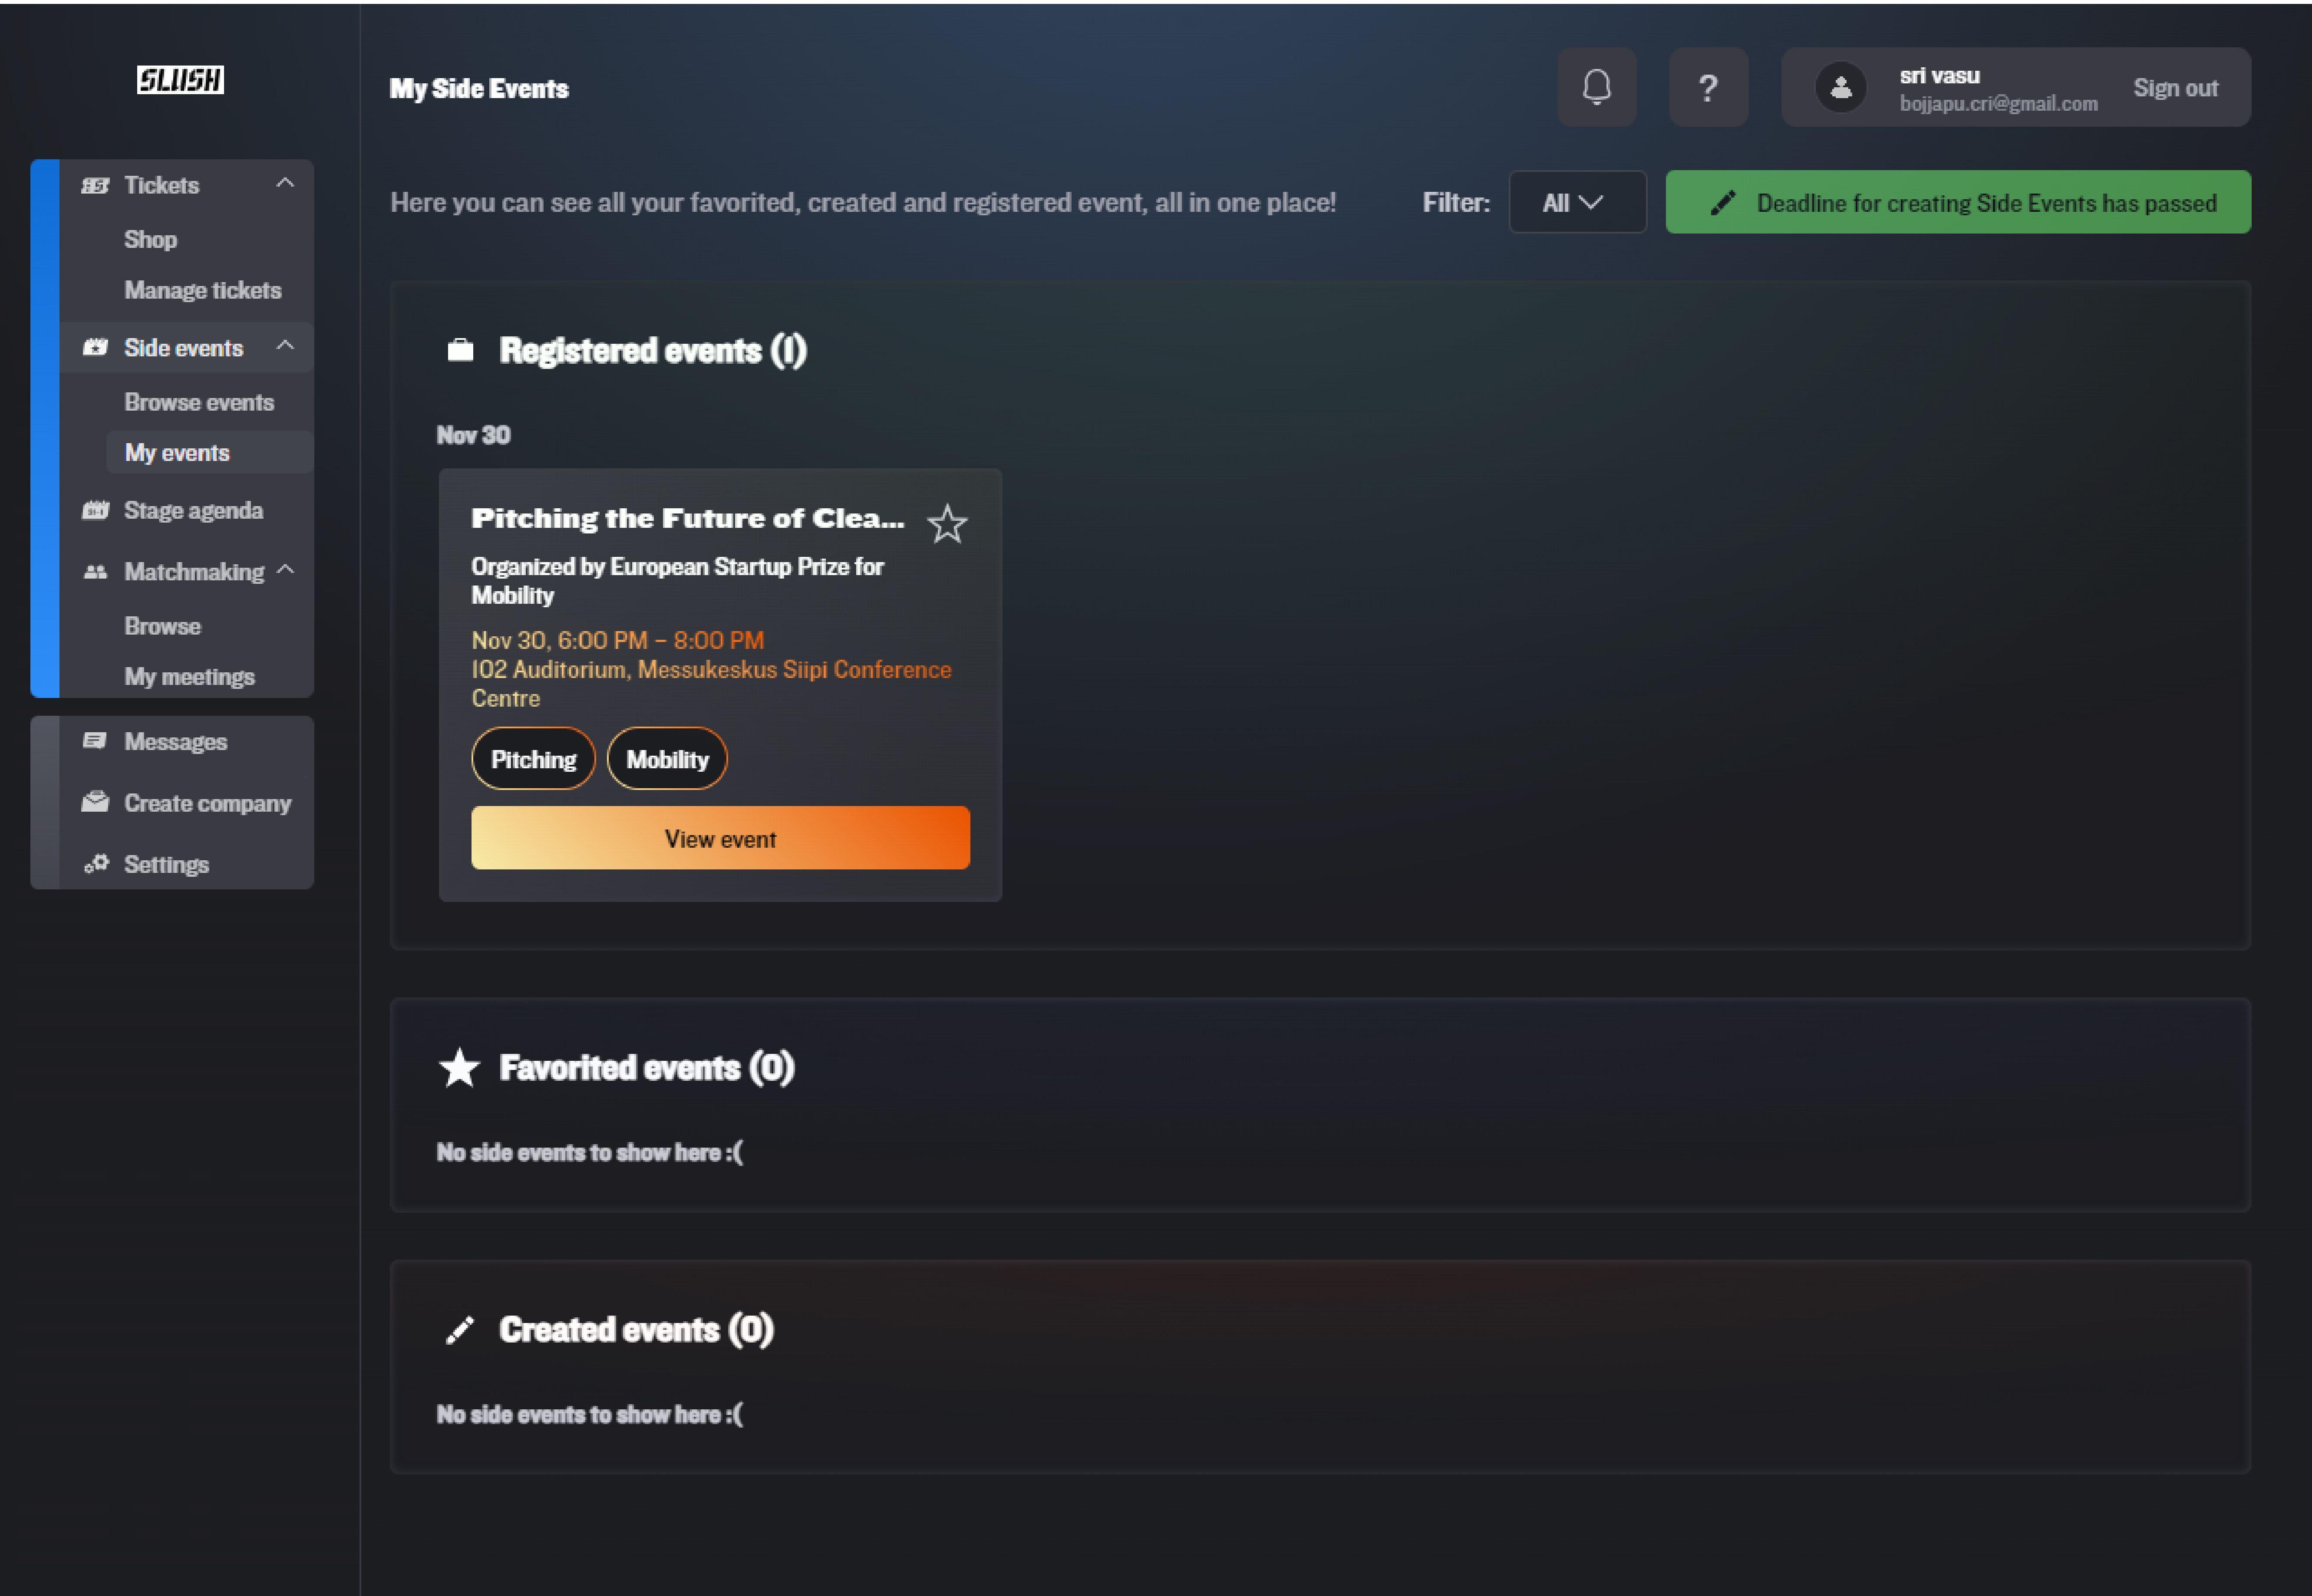 SLUSH
Tickets
Shop
Manage tickets
Side events
Browse events
My events
Stage agenda
Matchmaking
Browse
My meetings
Messages
Create company
Settings
My Side Events
?
sri vasu
bojjapu.cri@gmail.com
Sign out
Here you can see all your favorited, created and registered event, all in one place!
Filter:
All
Deadline for creating Side Events has passed
Registered events (1)
Nov 30
Pitching the Future of Clea...
Organized by European Startup Prize for
Mobility
Nov 30, 6:00 PM – 8:00 PM
102 Auditorium, Messukeskus Siipi Conference
Centre
Pitching
Mobility
View event
Favorited events (0)
No side events to show here :(
Created events (0)
No side events to show here :(